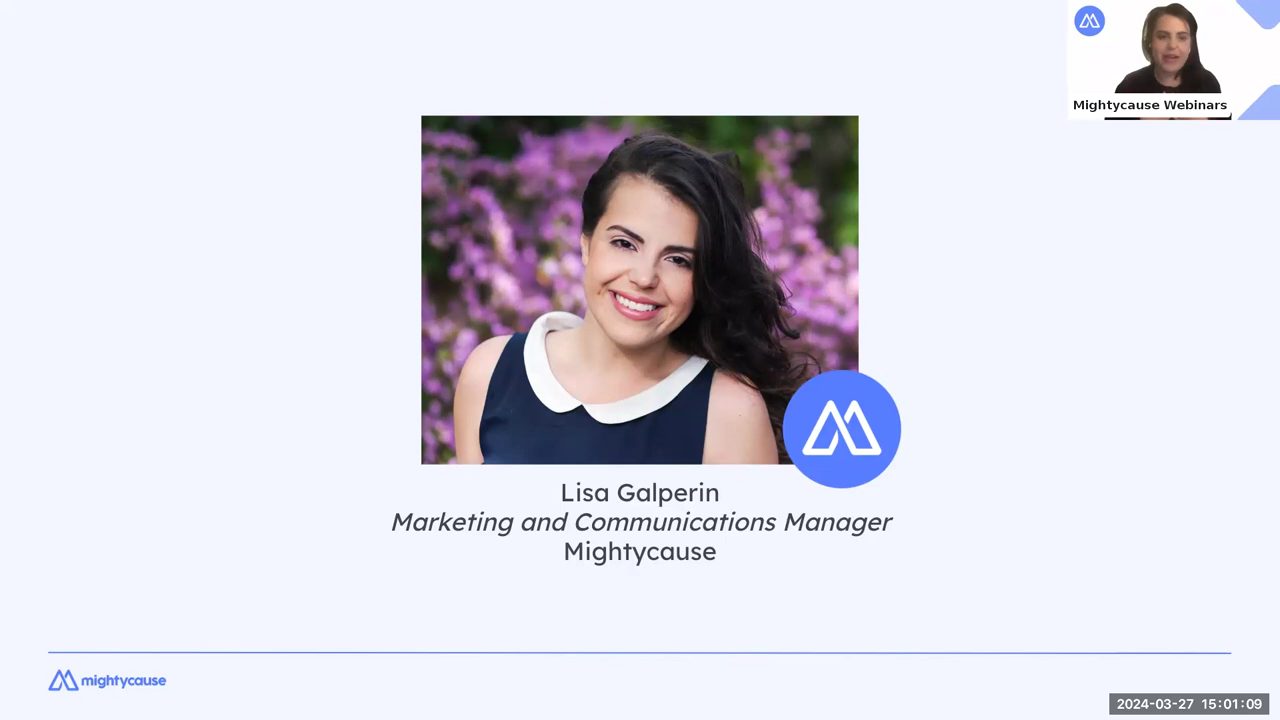 Mightycause Webinars
Lisa Galperin
Marketing and Communications Manager
Mightycause
mightycause
2024-03-27 15:01:09